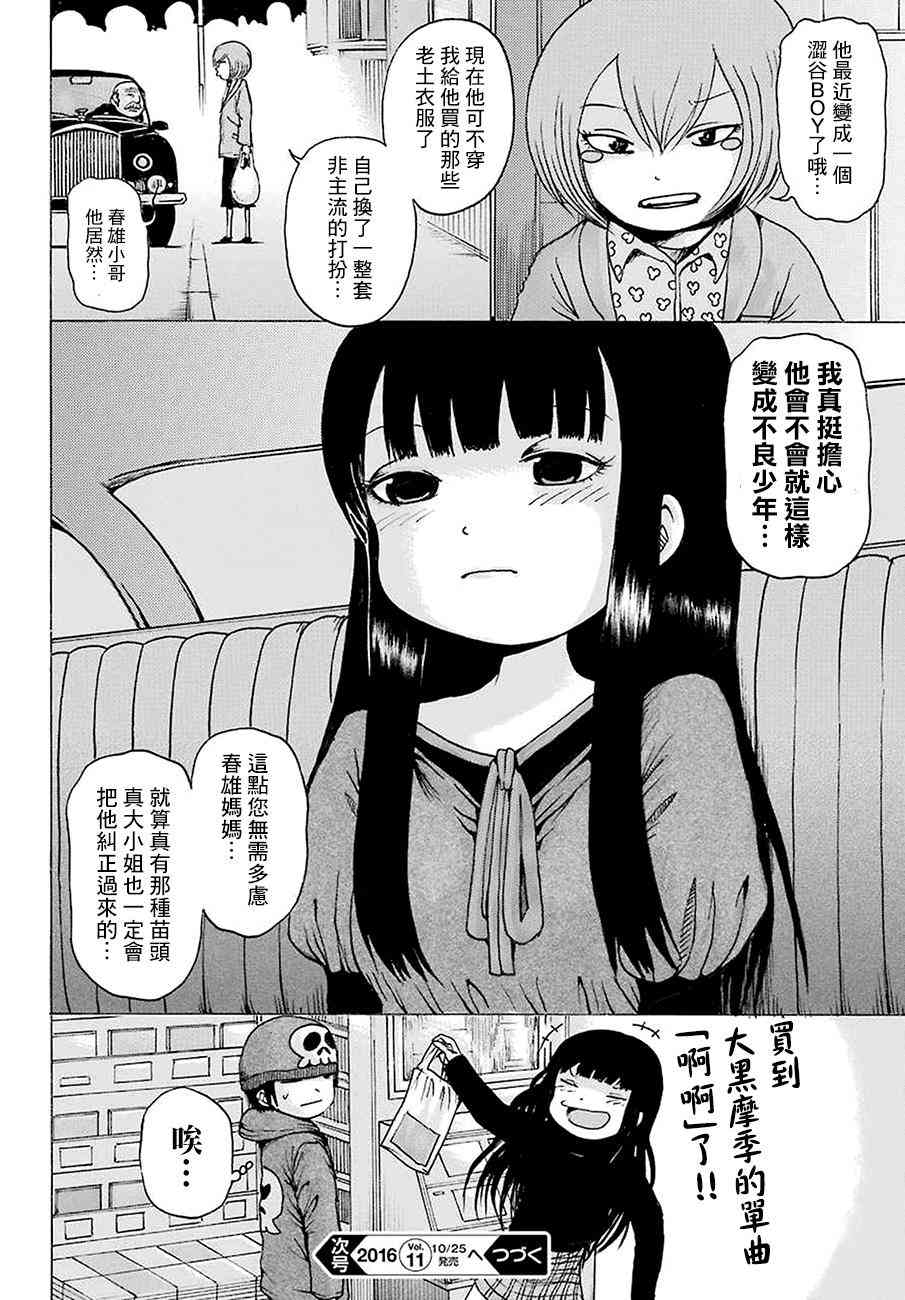 他最近變成一個
澀谷BOY了哦…
現在他可不穿
我給他買的那些
老土衣服了
自己換了一整套
非主流的打扮…
春雄小哥
他居然…
我真挺擔心
他會不會就這樣
變成不良少年…
這點您無需多慮
春雄媽媽…
就算真有那種苗頭
真大小姐也一定會
把他糾正過來的…
買到
大黑摩季的單曲
「啊啊」了!!
唉…
次号 2016 Vol.11 10/25発売 へ つづく